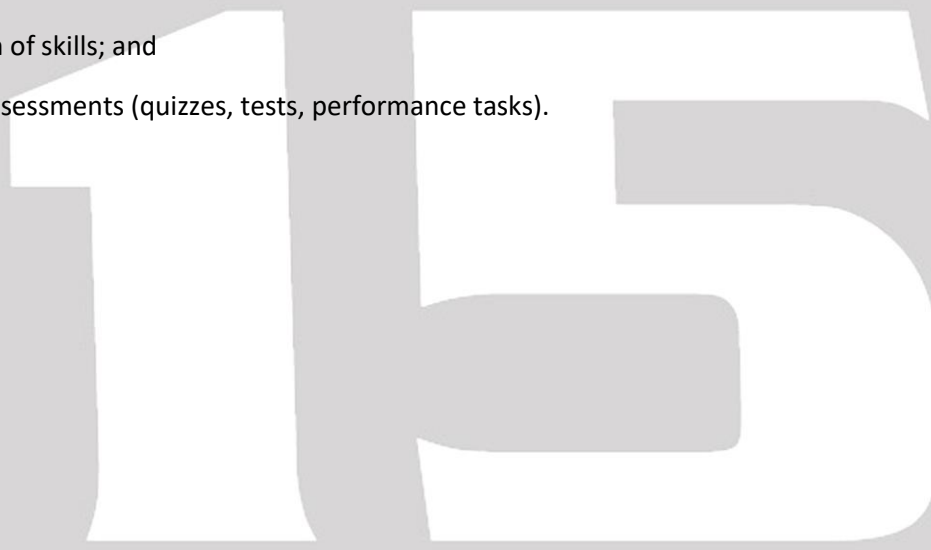 of skills; and
sessments (quizzes, tests, performance tasks).
15